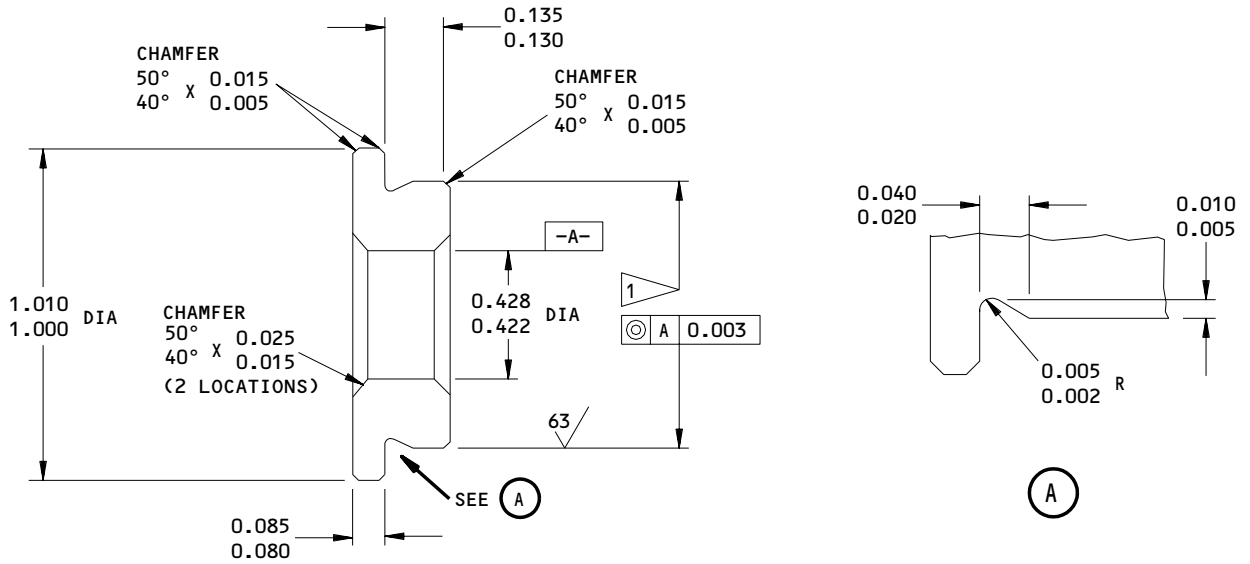 0.135
0.130
CHAMFER
50° X 0.015
40° 0.005
CHAMFER
50° X 0.015
40° 0.005
0.040
0.020
0.010
0.005
-A-
1.010 DIA
1.000
CHAMFER
50° X 0.025
40° 0.015
(2 LOCATIONS)
0.428 DIA
0.422
1
◎ A 0.003
0.005 R
0.002
63
SEE A
A
0.085
0.080